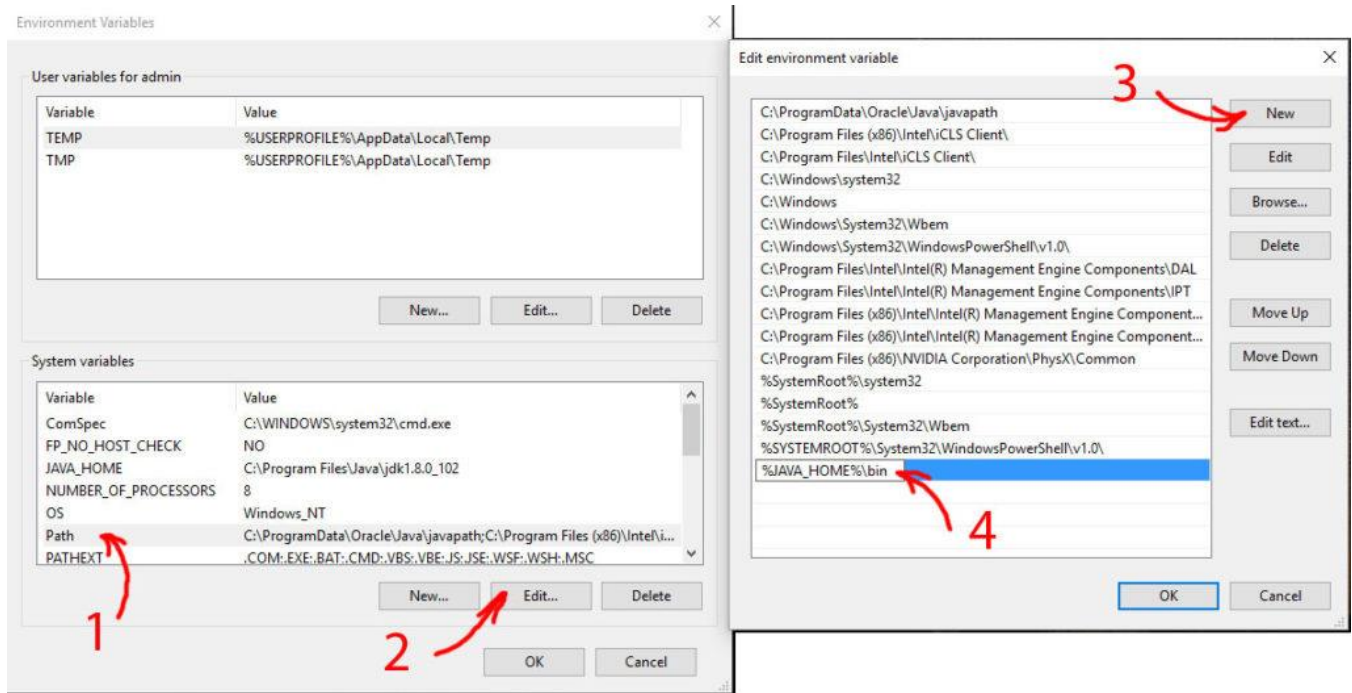 Environment Variables
User variables for admin
Variable Value
TEMP %USERPROFILE%\AppData\Local\Temp
TMP %USERPROFILE%\AppData\Local\Temp
New... Edit... Delete
System variables
Variable Value
ComSpec C:\WINDOWS\system32\cmd.exe
FP_NO_HOST_CHECK NO
JAVA_HOME C:\Program Files\Java\jdk1.8.0_102
NUMBER_OF_PROCESSORS 8
OS Windows_NT
Path C:\ProgramData\Oracle\Java\javapath;C:\Program Files (x86)\Intel\i...
PATHEXT .COM;.EXE;.BAT;.CMD;.VBS;.VBE;.JS;.JSE;.WSF;.WSH;.MSC
New... Edit... Delete
1
2
OK Cancel
Edit environment variable
3
C:\ProgramData\Oracle\Java\javapath New
C:\Program Files (x86)\Intel\iCLS Client\
C:\Program Files\Intel\iCLS Client\ Edit
C:\Windows\system32
C:\Windows Browse...
C:\Windows\System32\Wbem
C:\Windows\System32\WindowsPowerShell\v1.0\ Delete
C:\Program Files\Intel\Intel(R) Management Engine Components\DAL
C:\Program Files\Intel\Intel(R) Management Engine Components\IPT
C:\Program Files (x86)\Intel\Intel(R) Management Engine Component... Move Up
C:\Program Files (x86)\Intel\Intel(R) Management Engine Component...
C:\Program Files (x86)\NVIDIA Corporation\PhysX\Common Move Down
%SystemRoot%\system32
%SystemRoot%
%SystemRoot%\System32\Wbem Edit text...
%SYSTEMROOT%\System32\WindowsPowerShell\v1.0\
%JAVA_HOME%\bin
4
OK Cancel